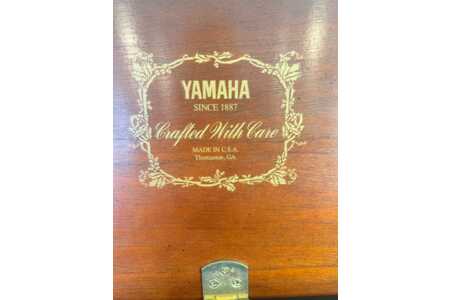 YAMAHA
SINCE 1887
Crafted With Care
MADE IN U.S.A.
Thomaston, GA.